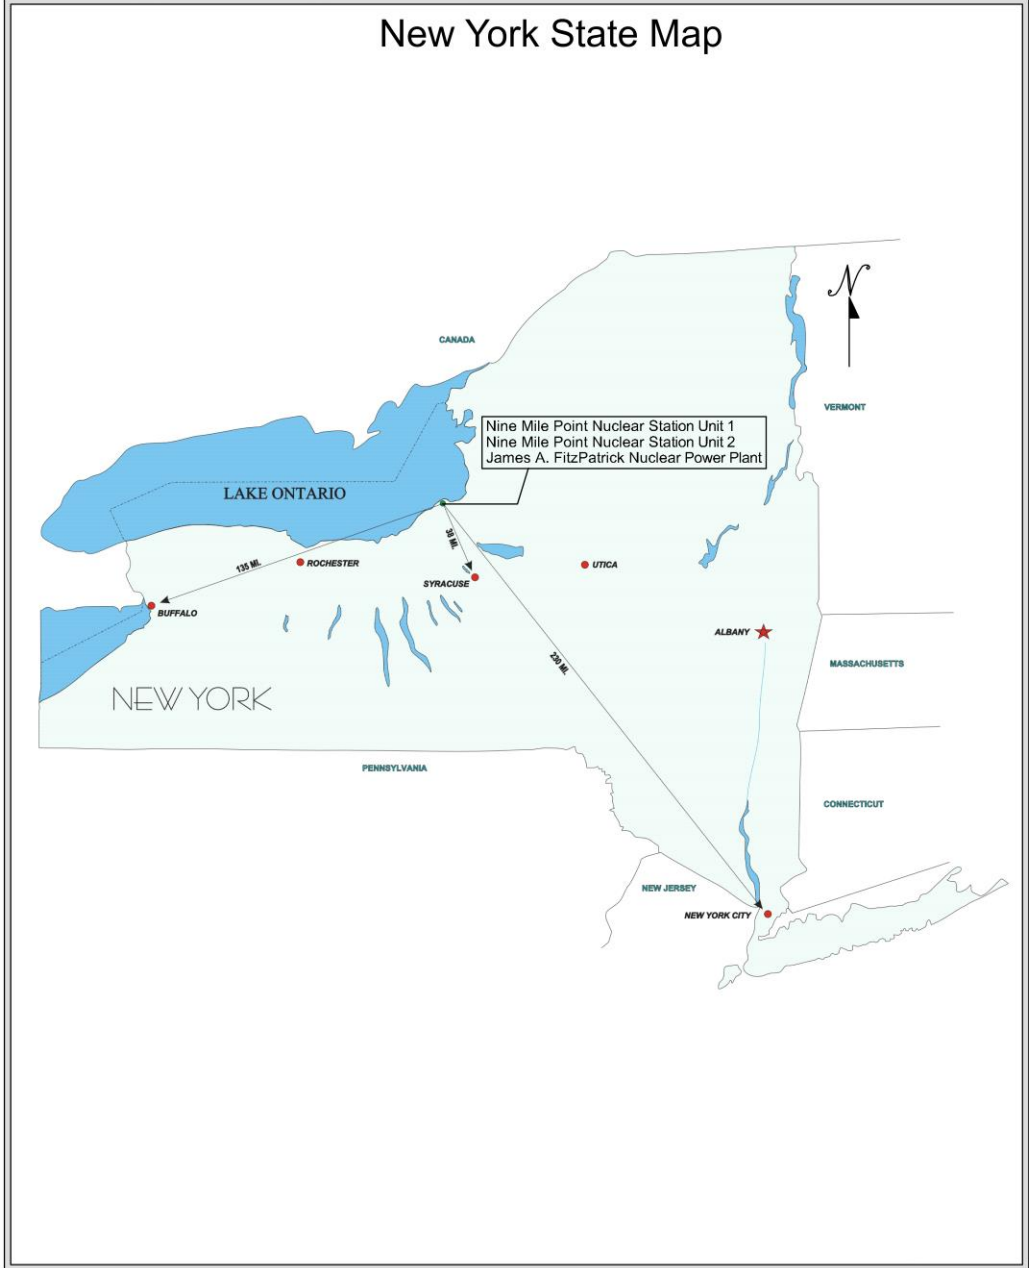 New York State Map
N
CANADA
VERMONT
Nine Mile Point Nuclear Station Unit 1
Nine Mile Point Nuclear Station Unit 2
James A. FitzPatrick Nuclear Power Plant
LAKE ONTARIO
36 MI.
135 MI.
ROCHESTER
UTICA
SYRACUSE
BUFFALO
ALBANY
230 MI.
MASSACHUSETTS
NEW YORK
PENNSYLVANIA
CONNECTICUT
NEW JERSEY
NEW YORK CITY